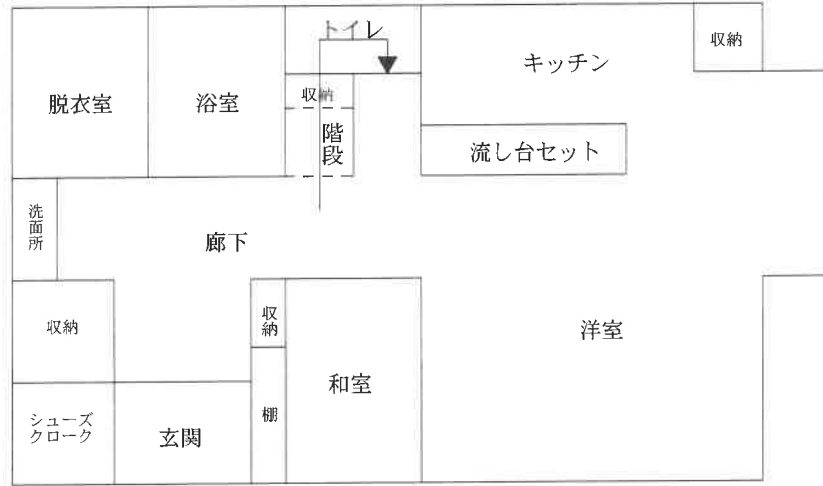 トイレ
収納
キッチン
脱衣室
浴室
収納
階段
流し台セット
洗面所
廊下
収納
収納
洋室
和室
シューズ
クローク
玄関
棚